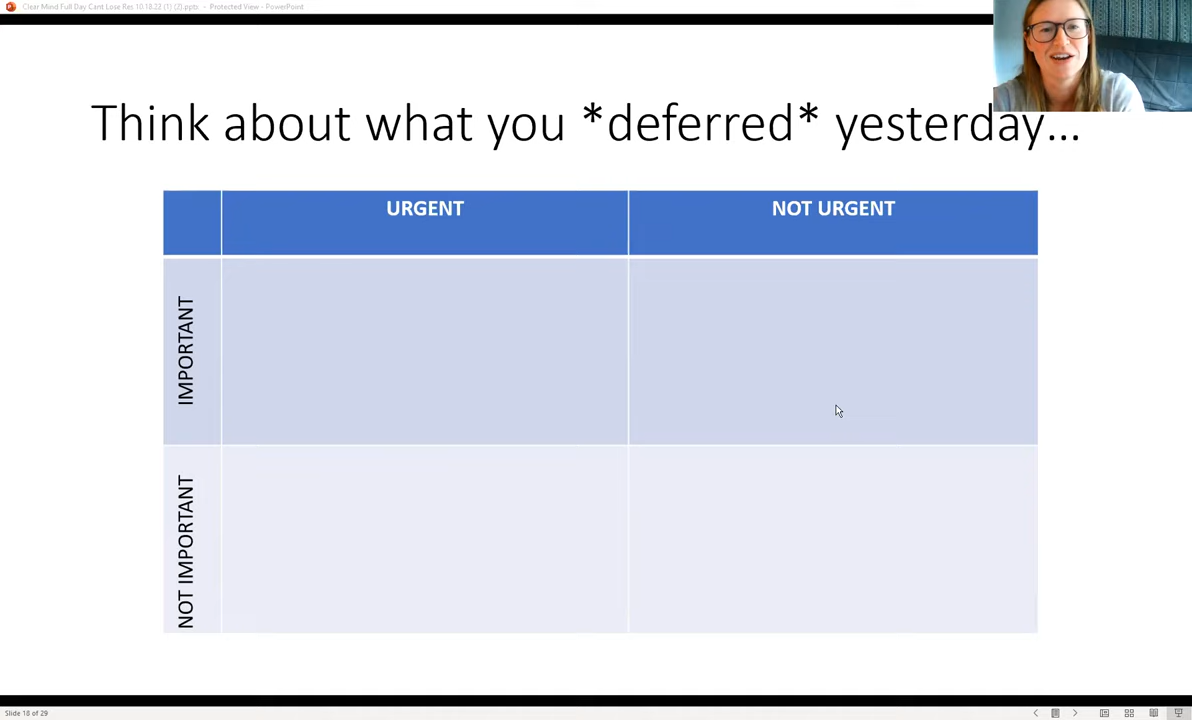 Clear Mind Full Day Cant Lose Res 10.18.22 (1) (2).ppts - Protected View - PowerPoint
Think about what you *deferred* yesterday...
URGENT
NOT URGENT
IMPORTANT
NOT IMPORTANT
Slide 18 of 29